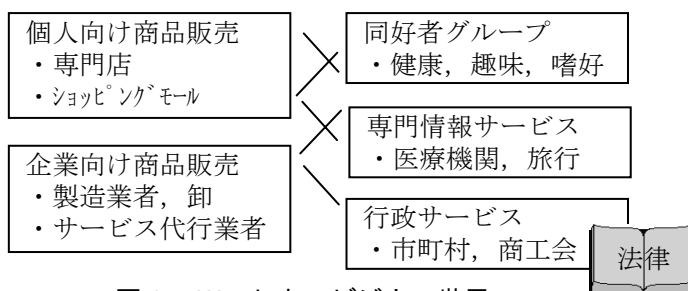 個人向け商品販売
・専門店
・ｼｮｯﾋﾟﾝｸﾞﾓｰﾙ
同好者グループ
・健康，趣味，嗜好
専門情報サービス
・医療機関，旅行
企業向け商品販売
・製造業者，卸
・サービス代行業者
行政サービス
・市町村，商工会
法律